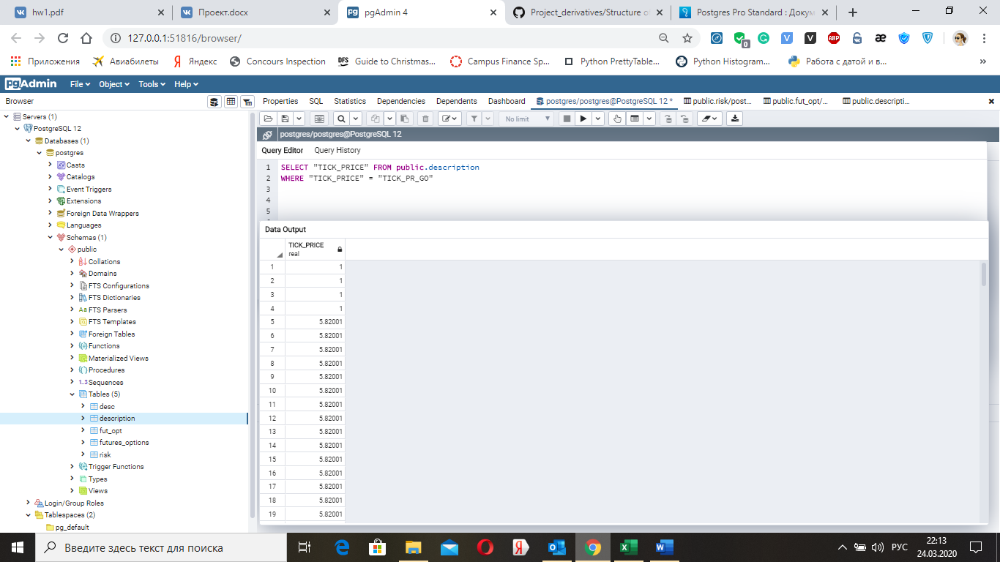 hw1.pdf
Проект.docx
pgAdmin 4
Project_derivatives/Structure o
Postgres Pro Standard : Докум
127.0.0.1:51816/browser/
Приложения
Авиабилеты
Яндекс
Concours Inspection
Guide to Christmas...
Campus Finance Sp...
Python PrettyTable...
Python Histogram...
Работа с датой и в...
pgAdmin
File
Object
Tools
Help
Browser
Properties
SQL
Statistics
Dependencies
Dependents
Dashboard
postgres/postgres@PostgreSQL 12 *
public.risk/post...
public.fut_opt/...
public.descripti...
No limit
Servers (1)
PostgreSQL 12
Databases (1)
postgres
Casts
Catalogs
Event Triggers
Extensions
Foreign Data Wrappers
Languages
Schemas (1)
public
Collations
Domains
FTS Configurations
FTS Dictionaries
FTS Parsers
FTS Templates
Foreign Tables
Functions
Materialized Views
Procedures
1..3 Sequences
Tables (5)
desc
description
fut_opt
futures_options
risk
Trigger Functions
Types
Views
Login/Group Roles
Tablespaces (2)
pg_default
postgres/postgres@PostgreSQL 12
Query Editor
Query History
1 SELECT "TICK_PRICE" FROM public.description
2 WHERE "TICK_PRICE" = "TICK_PR_GO"
3
4
5
Data Output
TICK_PRICE
real
1 1
2 1
3 1
4 1
5 5.82001
6 5.82001
7 5.82001
8 5.82001
9 5.82001
10 5.82001
11 5.82001
12 5.82001
13 5.82001
14 5.82001
15 5.82001
16 5.82001
17 5.82001
18 5.82001
19 5.82001
Введите здесь текст для поиска
РУС
22:13
24.03.2020